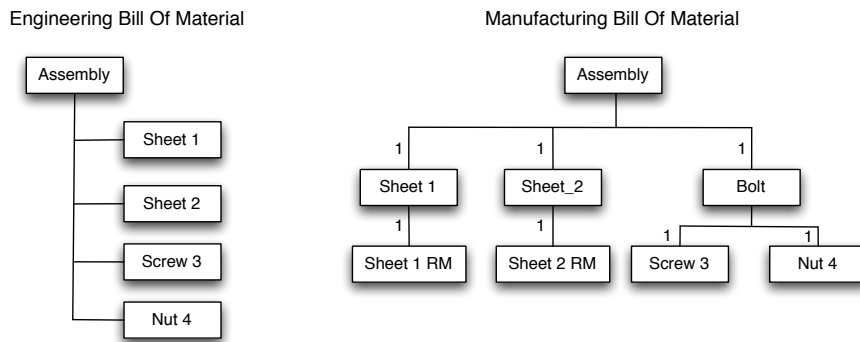 Engineering Bill Of Material
Assembly
Sheet 1
Sheet 2
Screw 3
Nut 4
Manufacturing Bill Of Material
Assembly
1 1 1
Sheet 1 Sheet_2 Bolt
1 1 1 1
Sheet 1 RM Sheet 2 RM Screw 3 Nut 4